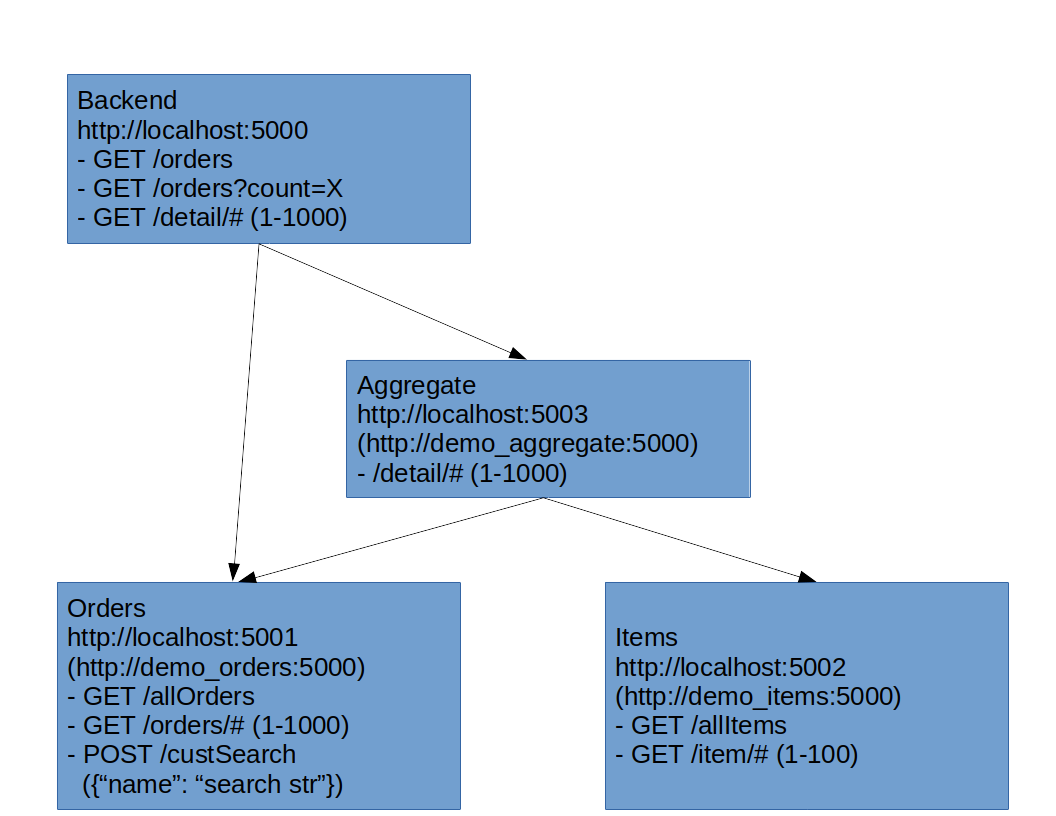 Backend
http://localhost:5000
- GET /orders
- GET /orders?count=X
- GET /detail/# (1-1000)
Aggregate
http://localhost:5003
(http://demo_aggregate:5000)
- /detail/# (1-1000)
Orders
http://localhost:5001
(http://demo_orders:5000)
- GET /allOrders
- GET /orders/# (1-1000)
- POST /custSearch
({“name”: “search str”})
Items
http://localhost:5002
(http://demo_items:5000)
- GET /allItems
- GET /item/# (1-100)